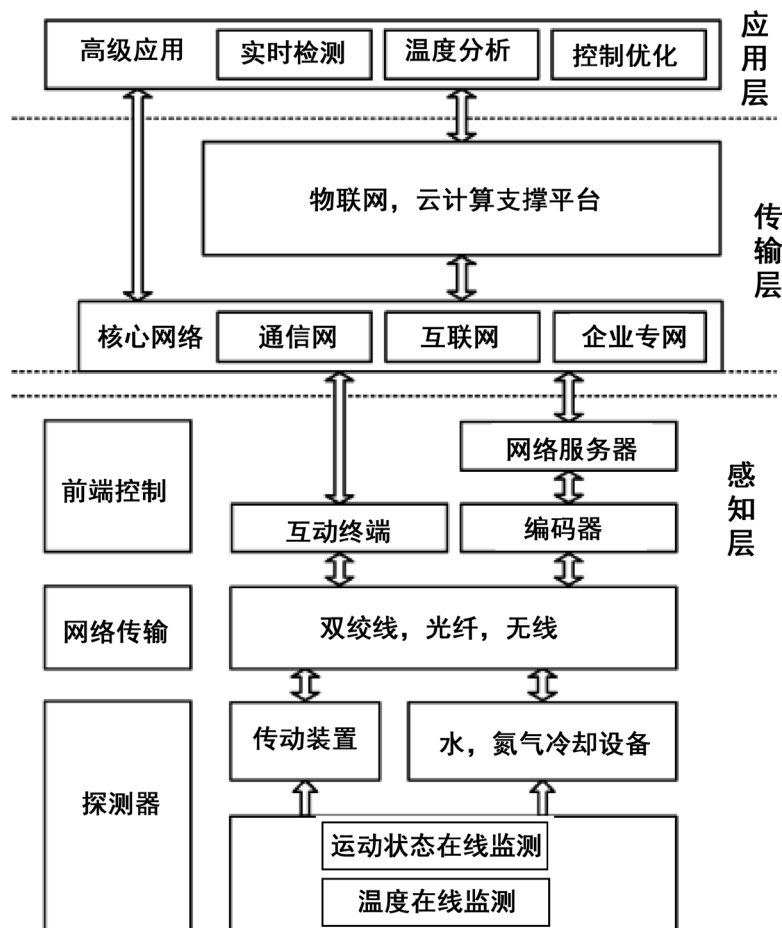 高级应用
实时检测
温度分析
控制优化
应用层
物联网，云计算支撑平台
传输层
核心网络
通信网
互联网
企业专网
前端控制
网络服务器
感知层
互动终端
编码器
网络传输
双绞线，光纤，无线
探测器
传动装置
水，氮气冷却设备
运动状态在线监测
温度在线监测